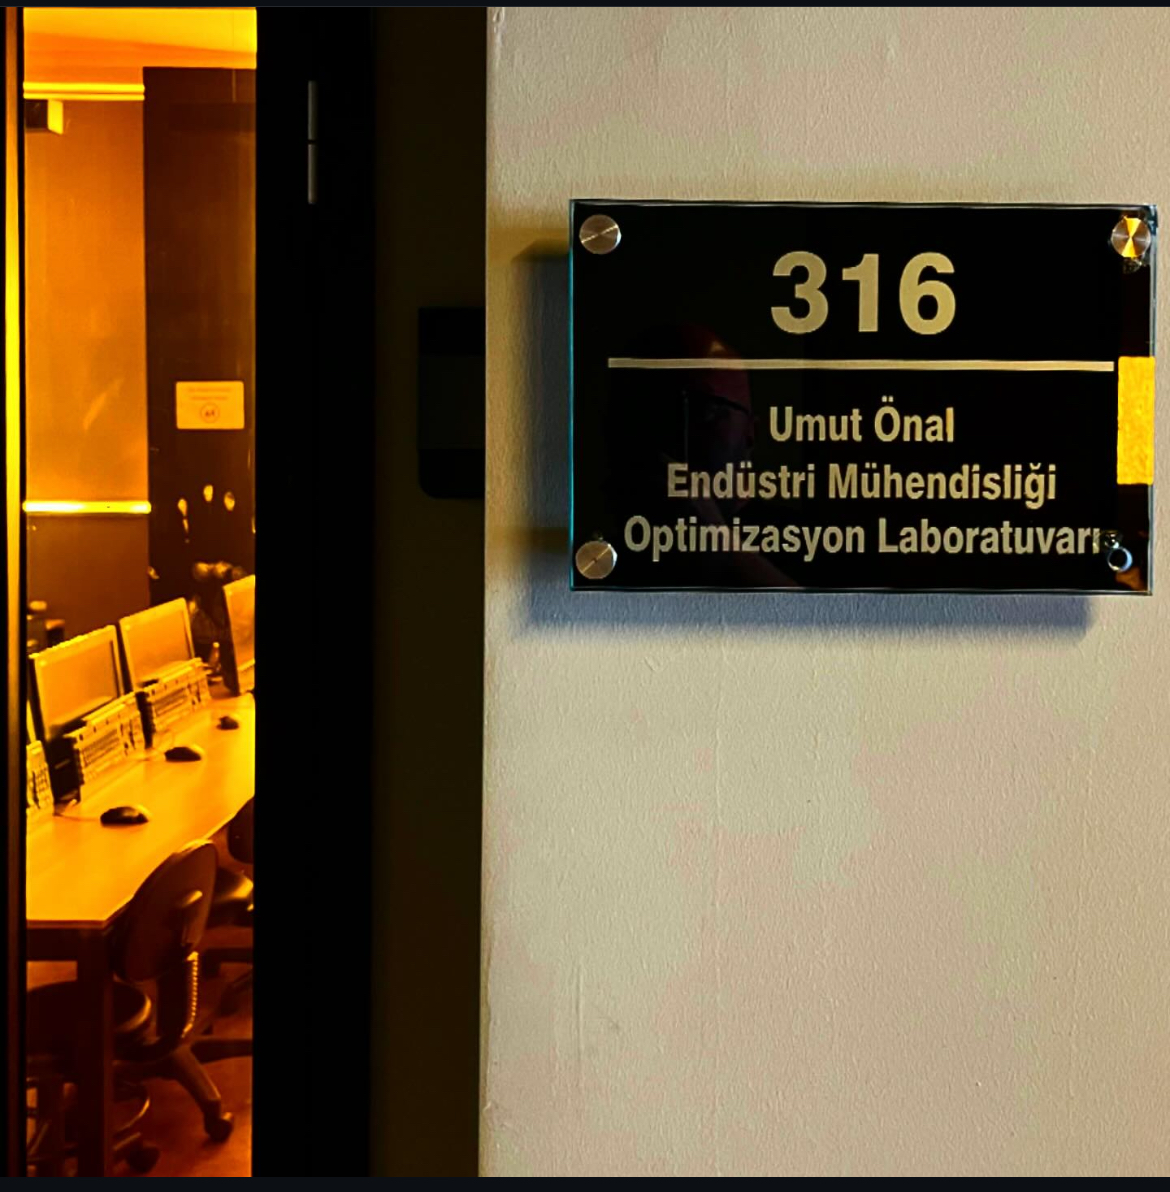 316
Umut Önal
Endüstri Mühendisliği
Optimizasyon Laboratuvarı